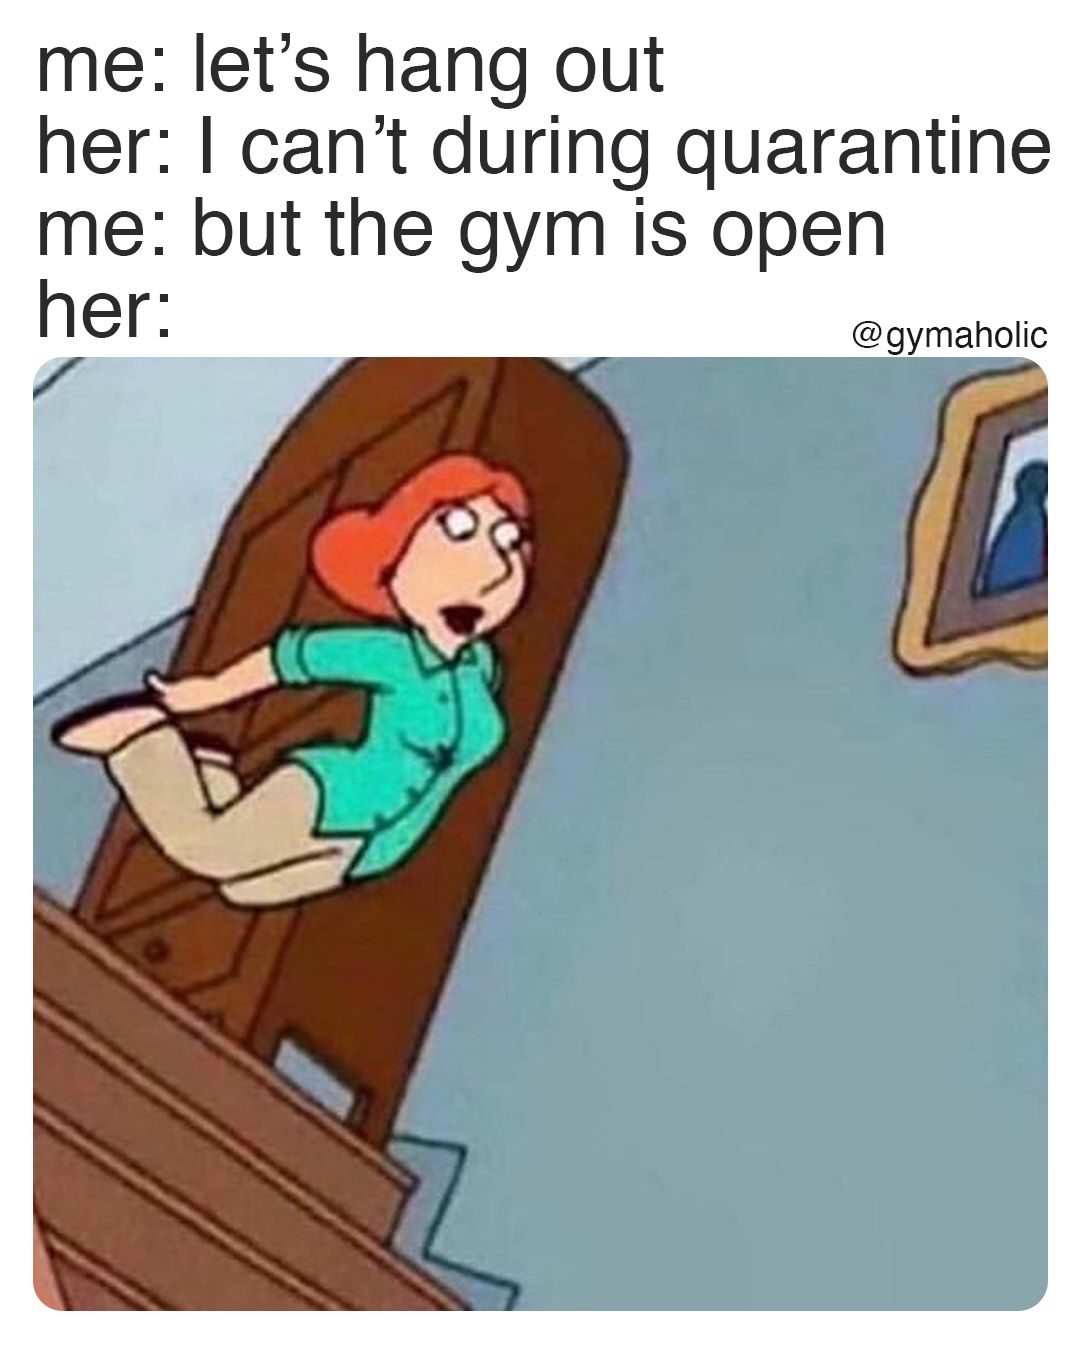 me: let’s hang out
her: I can’t during quarantine
me: but the gym is open
her:
@gymaholic